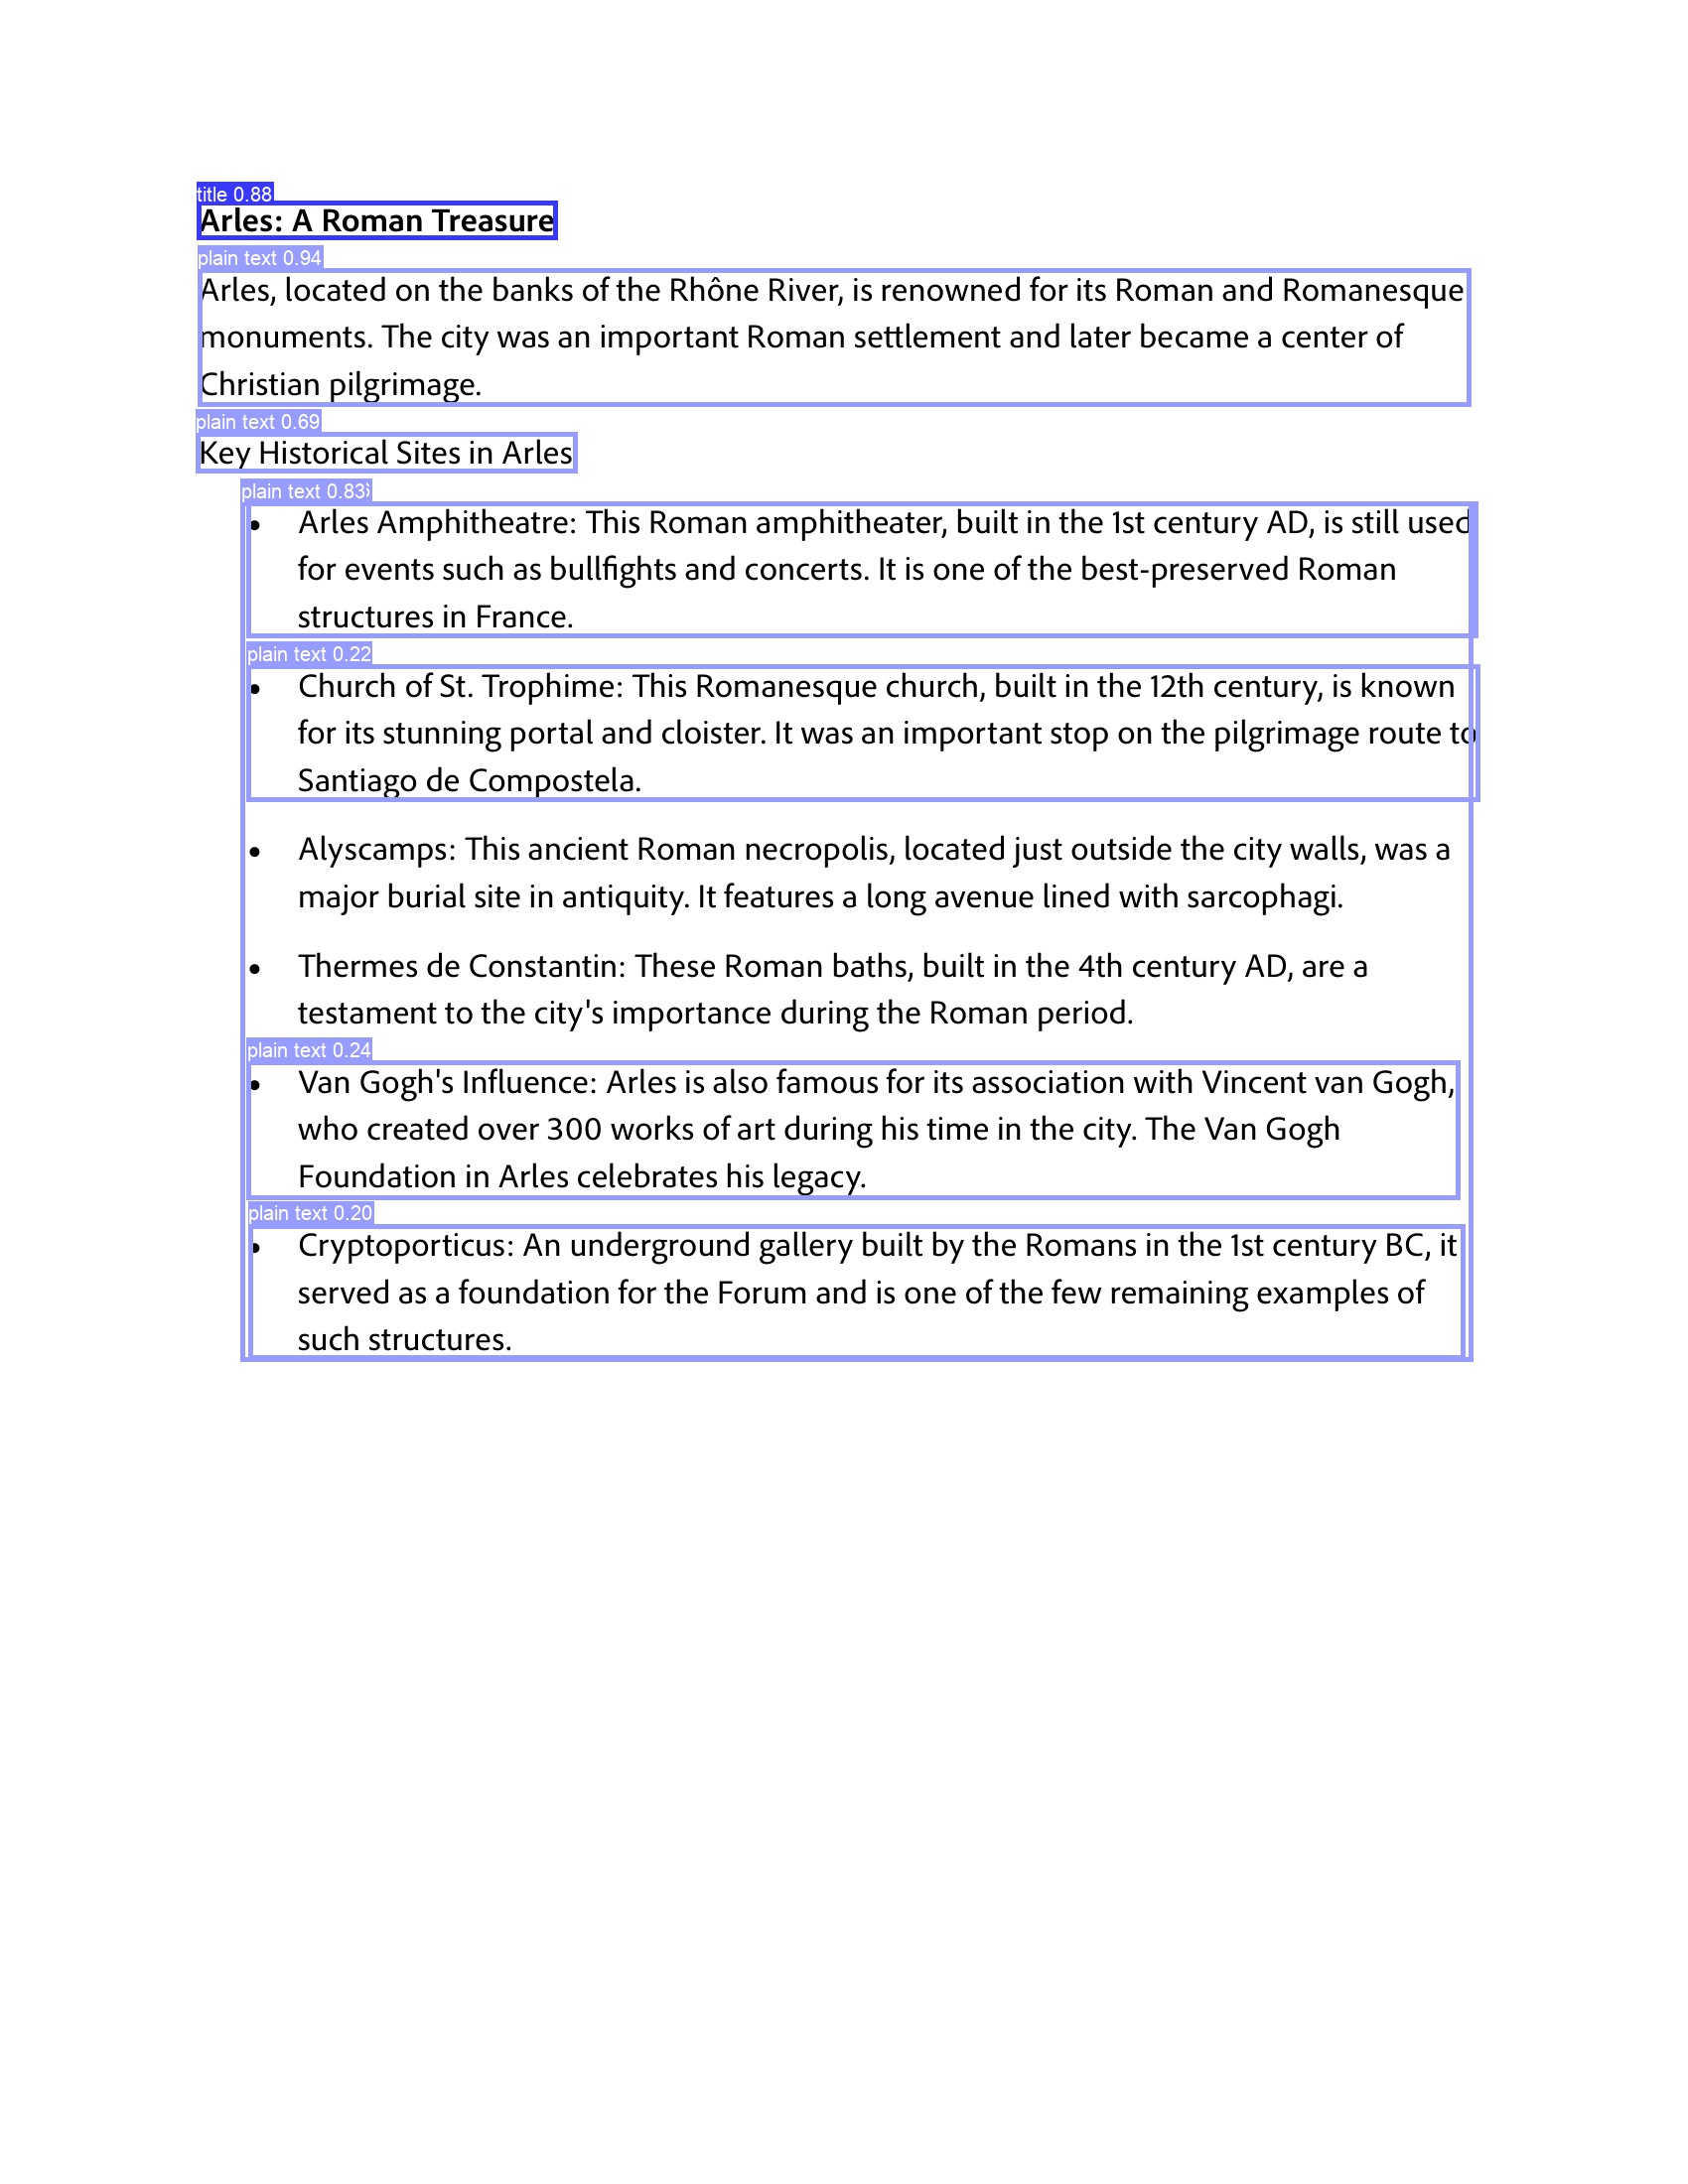 title 0.88
Arles: A Roman Treasure
plain text 0.94
Arles, located on the banks of the Rhône River, is renowned for its Roman and Romanesque
monuments. The city was an important Roman settlement and later became a center of
Christian pilgrimage.
plain text 0.69
Key Historical Sites in Arles
plain text 0.83
• Arles Amphitheatre: This Roman amphitheater, built in the 1st century AD, is still used
for events such as bullfights and concerts. It is one of the best-preserved Roman
structures in France.
plain text 0.22
• Church of St. Trophime: This Romanesque church, built in the 12th century, is known
for its stunning portal and cloister. It was an important stop on the pilgrimage route to
Santiago de Compostela.
• Alyscamps: This ancient Roman necropolis, located just outside the city walls, was a
major burial site in antiquity. It features a long avenue lined with sarcophagi.
• Thermes de Constantin: These Roman baths, built in the 4th century AD, are a
testament to the city's importance during the Roman period.
plain text 0.24
• Van Gogh's Influence: Arles is also famous for its association with Vincent van Gogh,
who created over 300 works of art during his time in the city. The Van Gogh
Foundation in Arles celebrates his legacy.
plain text 0.20
• Cryptoporticus: An underground gallery built by the Romans in the 1st century BC, it
served as a foundation for the Forum and is one of the few remaining examples of
such structures.